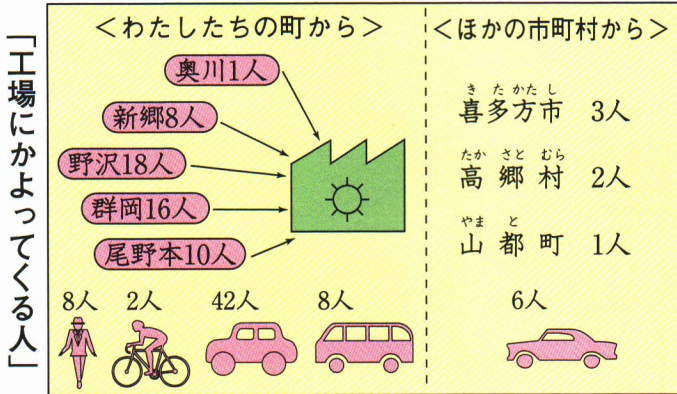 「工場にかよってくる人」
＜わたしたちの町から＞
奥川1人
新郷8人
野沢18人
群岡16人
尾野本10人
8人 2人 42人 8人
＜ほかの市町村から＞
きたかたし
喜多方市 3人
たかさとむら
高郷村 2人
やまと
山都町 1人
6人